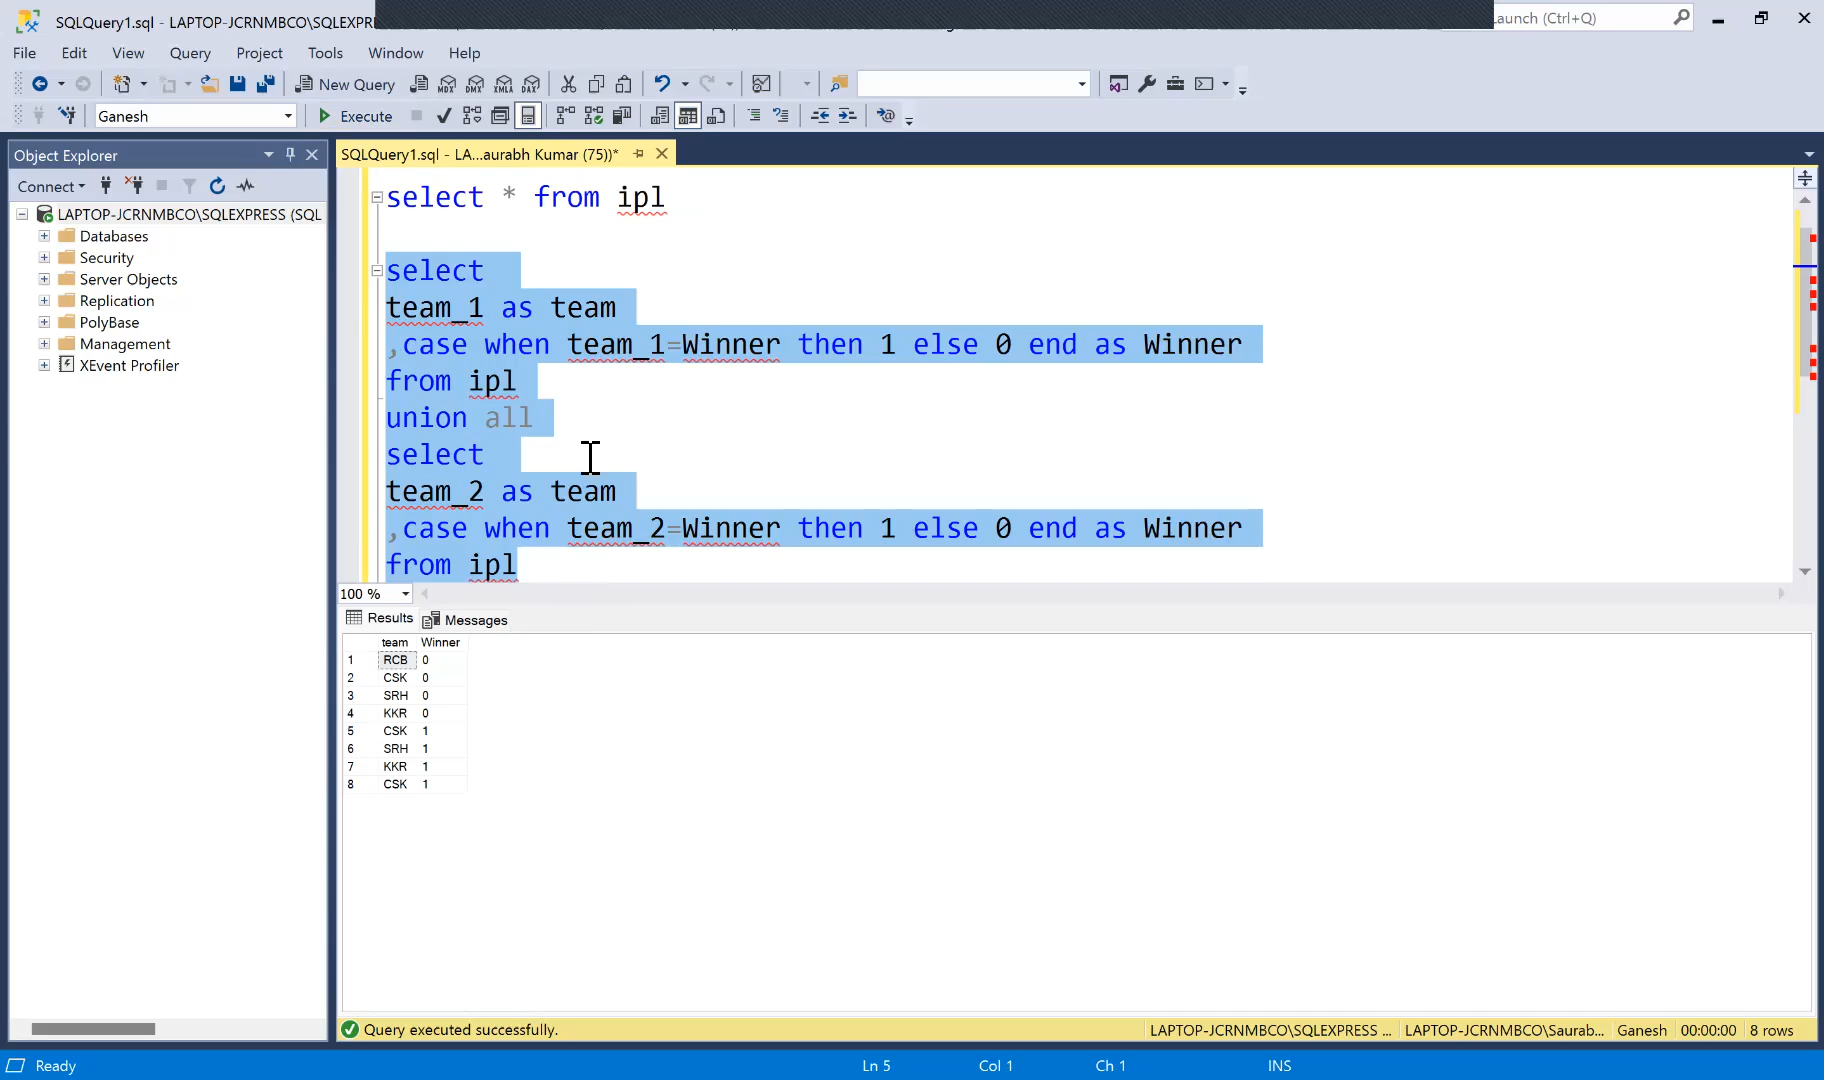 SQLQuery1.sql - LAPTOP-JCRNMBCO\SQLEXPR
Launch (Ctrl+Q)
File Edit View Query Project Tools Window Help
New Query MDX DMX XMLA DAX
Ganesh Execute
Object Explorer
SQLQuery1.sql - LA...aurabh Kumar (75))*
Connect
LAPTOP-JCRNMBCO\SQLEXPRESS (SQL
Databases
Security
Server Objects
Replication
PolyBase
Management
XEvent Profiler
select * from ipl
select
team_1 as team
,case when team_1=Winner then 1 else 0 end as Winner
from ipl
union all
select
team_2 as team
,case when team_2=Winner then 1 else 0 end as Winner
from ipl
100 %
Results Messages
team Winner
1 RCB 0
2 CSK 0
3 SRH 0
4 KKR 0
5 CSK 1
6 SRH 1
7 KKR 1
8 CSK 1
Query executed successfully. LAPTOP-JCRNMBCO\SQLEXPRESS ... LAPTOP-JCRNMBCO\Saurab... Ganesh 00:00:00 8 rows
Ready Ln 5 Col 1 Ch 1 INS